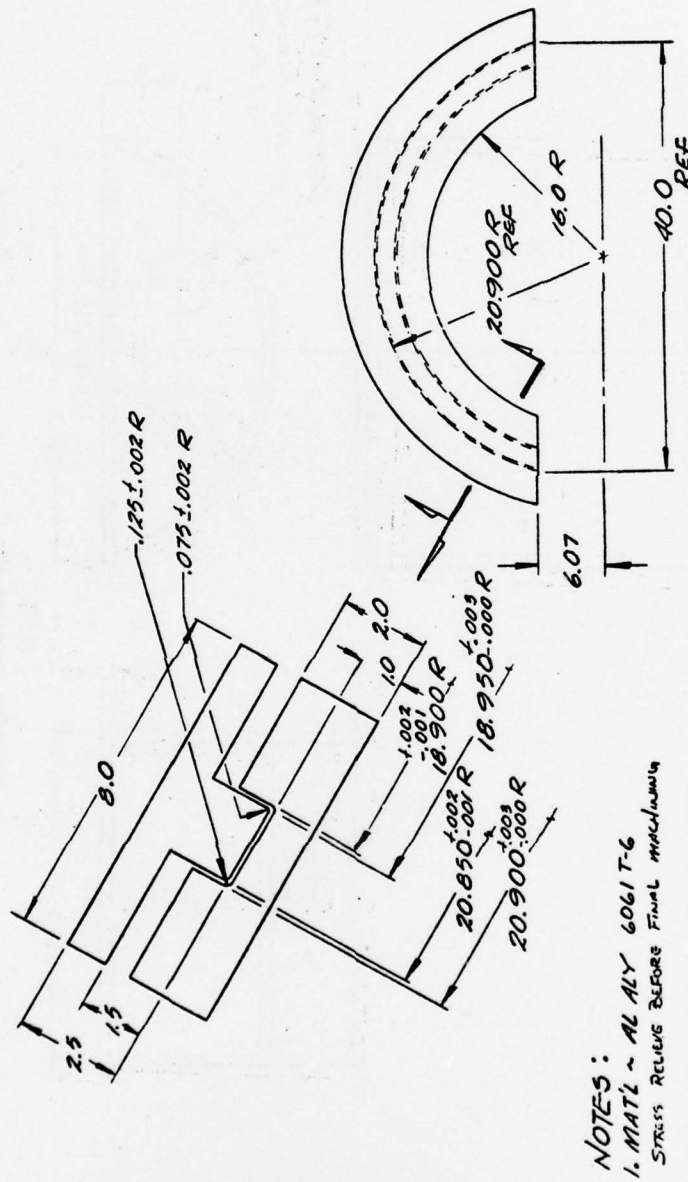 .125±.002 R
.075±.002 R
8.0
2.5
1.5
2.0
1.0
+.002
-.001
18.900 R
+.003
18.950-.000 R
+.002
20.850-.001 R
+.003
20.900-.000 R
20.900 R
REF
16.0 R
6.07
40.0
REF
NOTES:
1. MAT'L ~ AL ALY 6061 T-6
STRESS RELIEVE BEFORE FINAL MACHINING